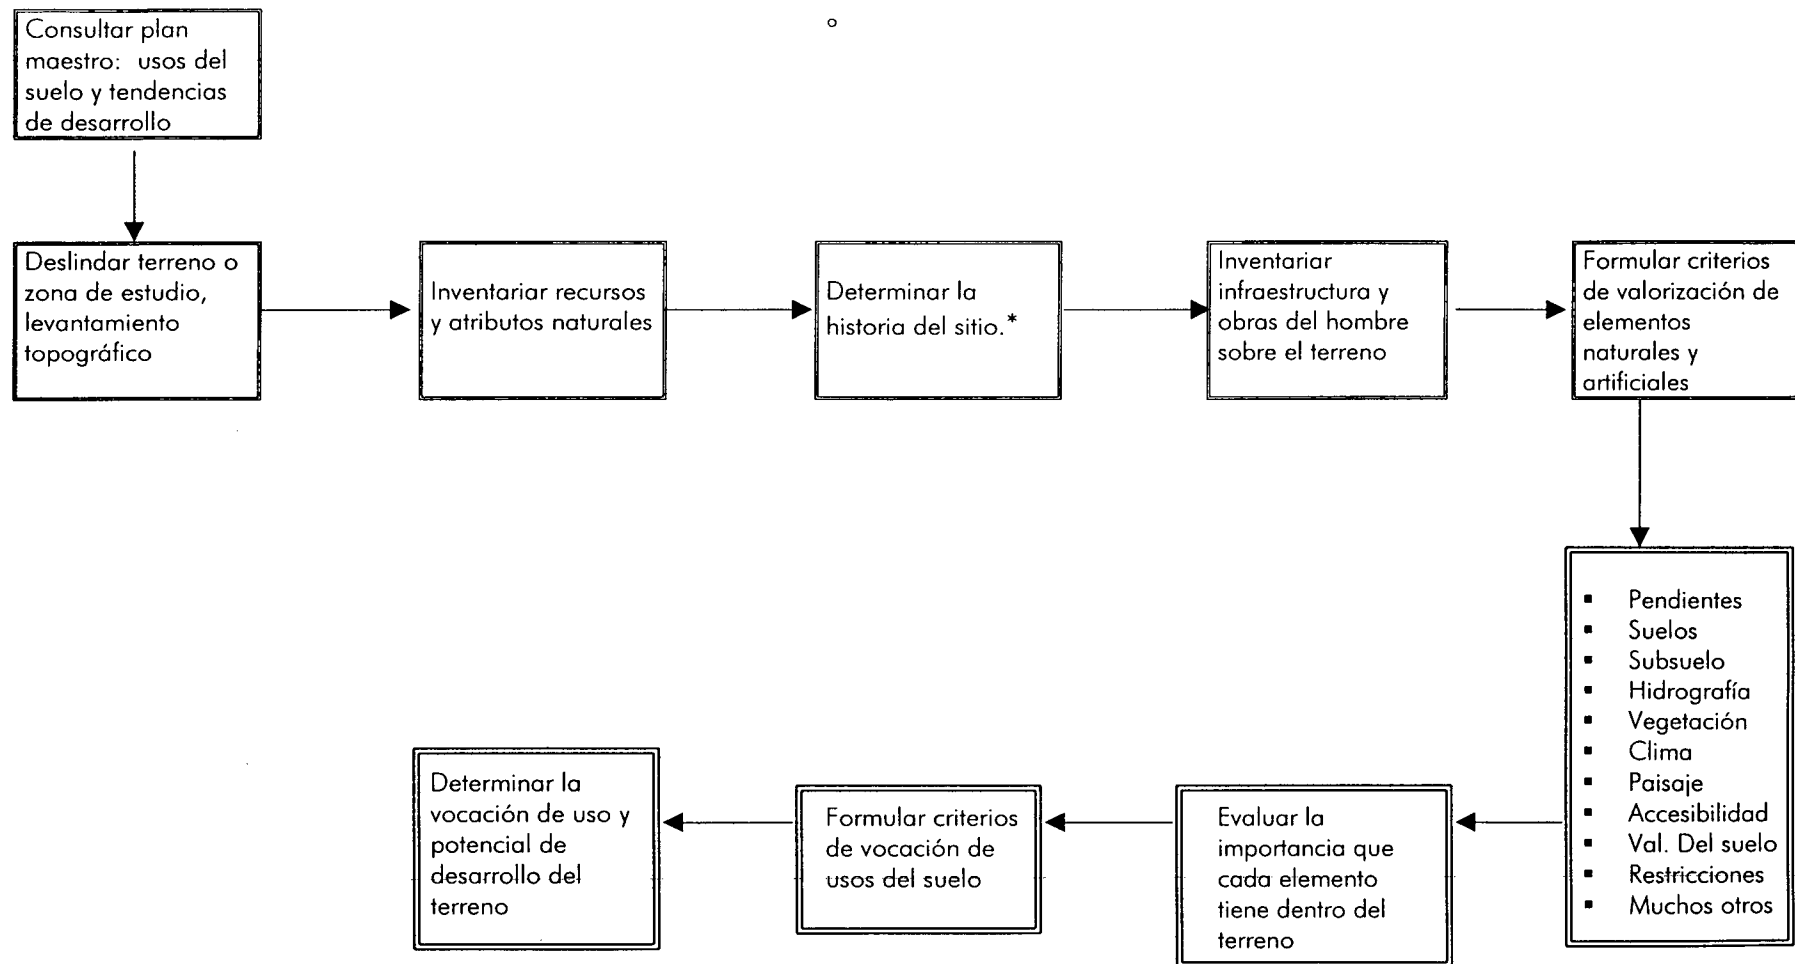 Consultar plan
maestro: usos del
suelo y tendencias
de desarrollo
Deslindar terreno o
zona de estudio,
levantamiento
topográfico
Inventariar recursos
y atributos naturales
Determinar la
historia del sitio.*
Inventariar
infraestructura y
obras del hombre
sobre el terreno
Formular criterios
de valorización de
elementos
naturales y
artificiales
▪ Pendientes
▪ Suelos
▪ Subsuelo
▪ Hidrografía
▪ Vegetación
▪ Clima
▪ Paisaje
▪ Accesibilidad
▪ Val. Del suelo
▪ Restricciones
▪ Muchos otros
Evaluar la
importancia que
cada elemento
tiene dentro del
terreno
Formular criterios
de vocación de
usos del suelo
Determinar la
vocación de uso y
potencial de
desarrollo del
terreno